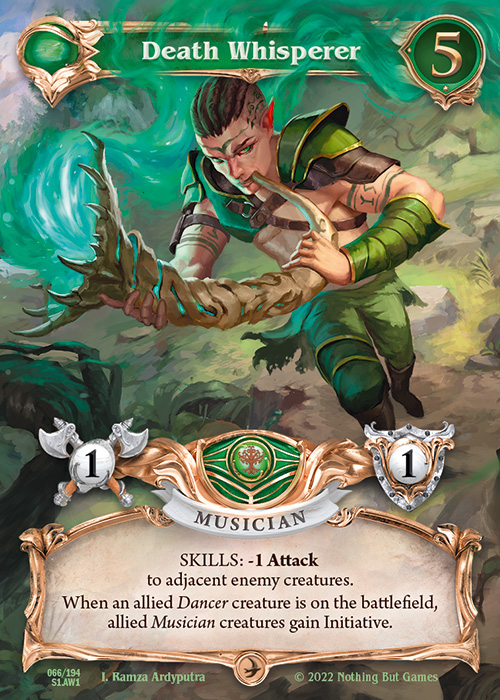 Death Whisperer
5
1
1
MUSICIAN
SKILLS: -1 Attack
to adjacent enemy creatures.
When an allied Dancer creature is on the battlefield,
allied Musician creatures gain Initiative.
066/194
S1.AW1
I. Ramza Ardyputra
© 2022 Nothing But Games